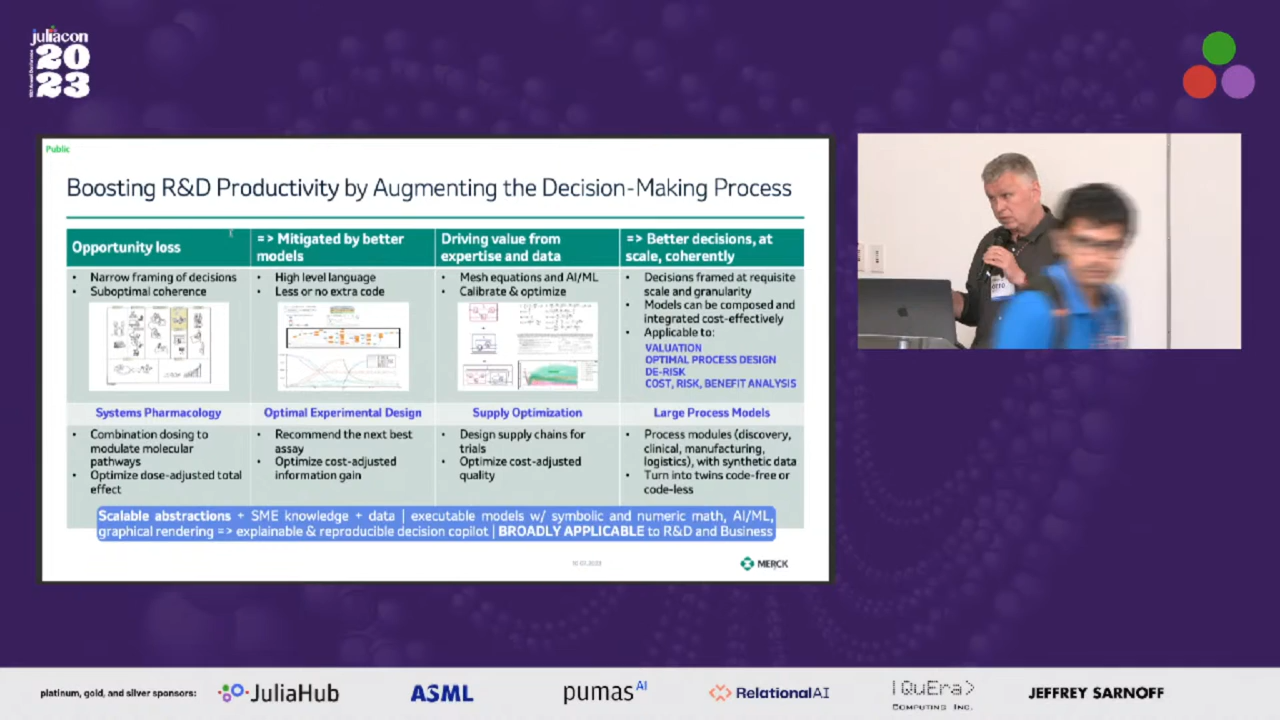 juliacon
20
23
Public
Boosting R&D Productivity by Augmenting the Decision-Making Process
Opportunity loss
=> Mitigated by better
models
Driving value from
expertise and data
=> Better decisions, at
scale, coherently
• Narrow framing of decisions
• Suboptimal coherence
• High level language
• Less or no extra code
• Mesh equations and AI/ML
• Calibrate & optimize
• Decisions framed at requisite
scale and granularity
• Models can be composed and
integrated cost-effectively
• Applicable to:
VALUATION
OPTIMAL PROCESS DESIGN
DE-RISK
COST, RISK, BENEFIT ANALYSIS
Systems Pharmacology
Optimal Experimental Design
Supply Optimization
Large Process Models
• Combination dosing to
modulate molecular
pathways
• Optimize dose-adjusted total
effect
• Recommend the next best
assay
• Optimize cost-adjusted
information gain
• Design supply chains for
trials
• Optimize cost-adjusted
quality
• Process modules (discovery,
clinical, manufacturing,
logistics), with synthetic data
• Turn into twins code-free or
code-less
Scalable abstractions + SME knowledge + data | executable models w/ symbolic and numeric math, AI/ML,
graphical rendering => explainable & reproducible decision copilot | BROADLY APPLICABLE to R&D and Business
MERCK
platinum, gold, and silver sponsors:
JuliaHub
ASML
pumasAI
RelationalAI
|QuEra>
COMPUTING INC.
JEFFREY SARNOFF